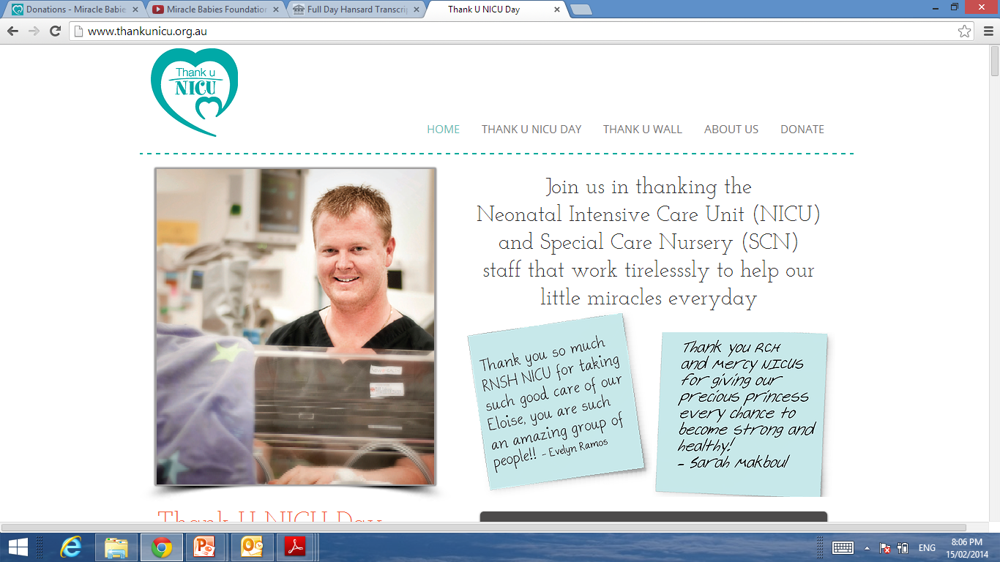 Donations - Miracle Babie
Miracle Babies Foundation
Full Day Hansard Transcri
Thank U NICU Day
www.thankunicu.org.au
Thank u
NICU
HOME THANK U NICU DAY THANK U WALL ABOUT US DONATE
Join us in thanking the
Neonatal Intensive Care Unit (NICU)
and Special Care Nursery (SCN)
staff that work tirelesssly to help our
little miracles everyday
Thank you so much
RNSH NICU for taking
such good care of our
Eloise, you are such
an amazing group of
people!! - Evelyn Ramos
Thank you RCH
and Mercy NICUS
for giving our
precious princess
every chance to
become strong and
healthy!
- Sarah Makboul
Thank U NICU Day
ENG
8:06 PM
15/02/2014